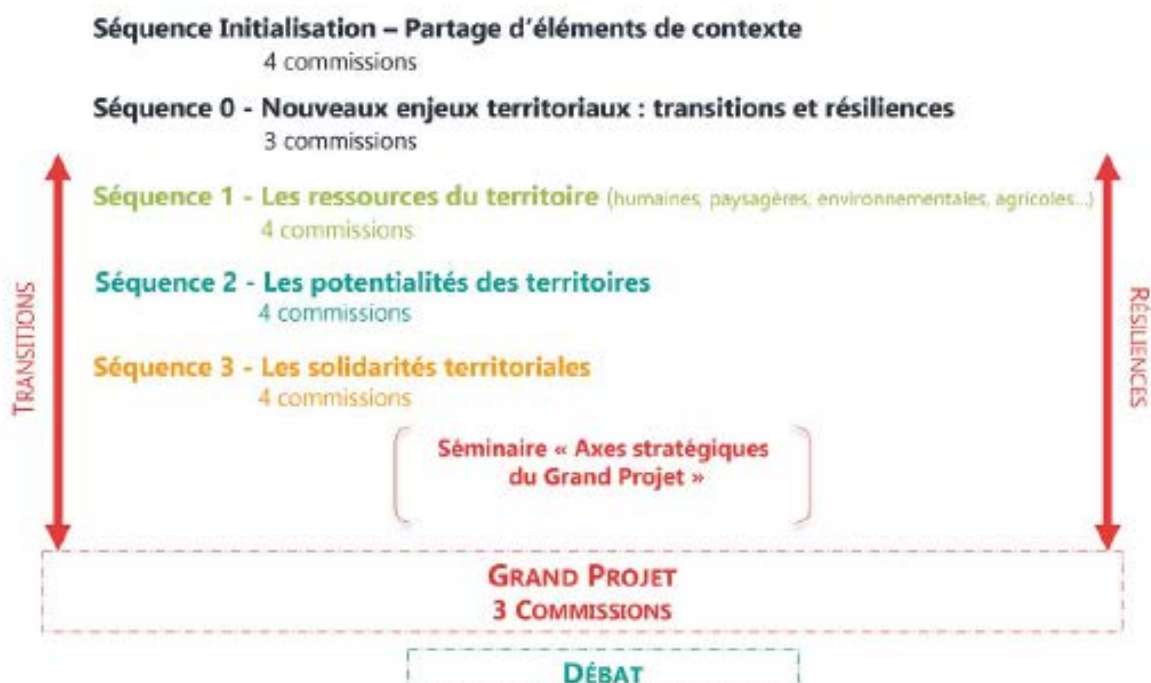 Séquence Initialisation – Partage d'éléments de contexte
4 commissions
Séquence 0 - Nouveaux enjeux territoriaux : transitions et résiliences
3 commissions
Séquence 1 - Les ressources du territoire (humaines, paysagères, environnementales, agricoles...)
4 commissions
Séquence 2 - Les potentialités des territoires
4 commissions
Séquence 3 - Les solidarités territoriales
4 commissions
TRANSITIONS
RÉSILIENCES
Séminaire « Axes stratégiques
du Grand Projet »
GRAND PROJET
3 COMMISSIONS
DÉBAT